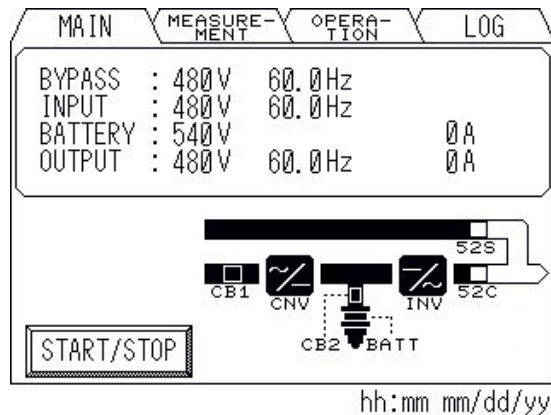 MAIN
MEASURE-
MENT
OPERA-
TION
LOG
BYPASS : 480V 60.0Hz
INPUT : 480V 60.0Hz
BATTERY : 540V 0A
OUTPUT : 480V 60.0Hz 0A
52S
CB1 CNV INV 52C
CB2 BATT
START/STOP
hh:mm mm/dd/yy